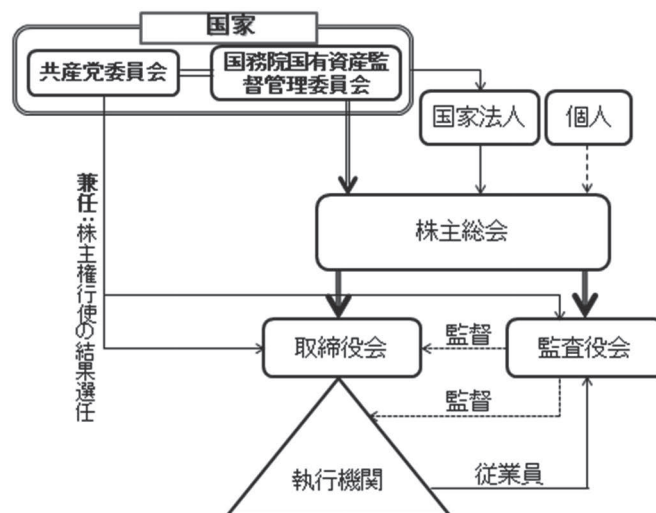 国家
共産党委員会
国務院国有資産監
督管理委員会
国家法人
個人
兼任:株主権行使の結果選任
株主総会
取締役会
監督
監査役会
監督
執行機関
従業員